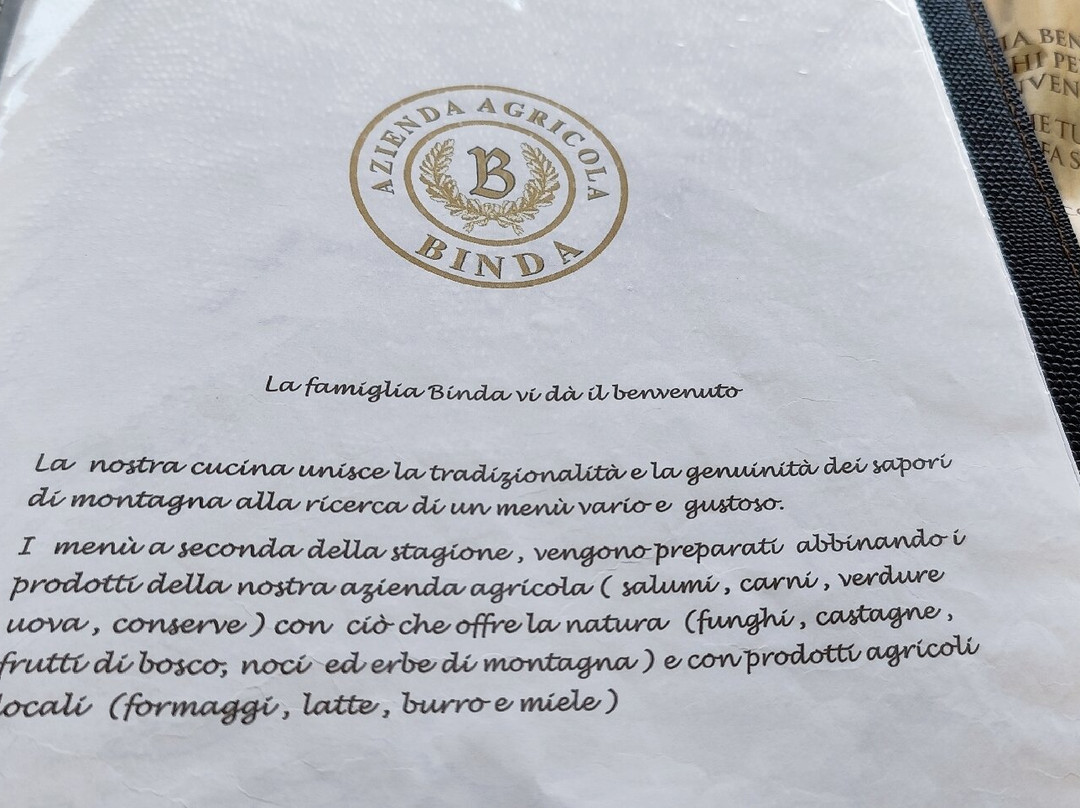 AZIENDA AGRICOLA
B
BINDA
La famiglia Binda vi dà il benvenuto
La nostra cucina unisce la tradizionalità e la genuinità dei sapori
di montagna alla ricerca di un menù vario e gustoso.
I menù a seconda della stagione, vengono preparati abbinando i
prodotti della nostra azienda agricola ( salumi, carni, verdure
uova, conserve ) con ciò che offre la natura (funghi, castagne,
frutti di bosco, noci ed erbe di montagna ) e con prodotti agricoli
locali (formaggi, latte, burro e miele )